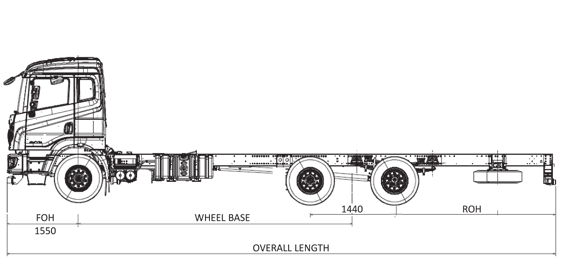 FOH
WHEEL BASE
1440
ROH
1550
OVERALL LENGTH